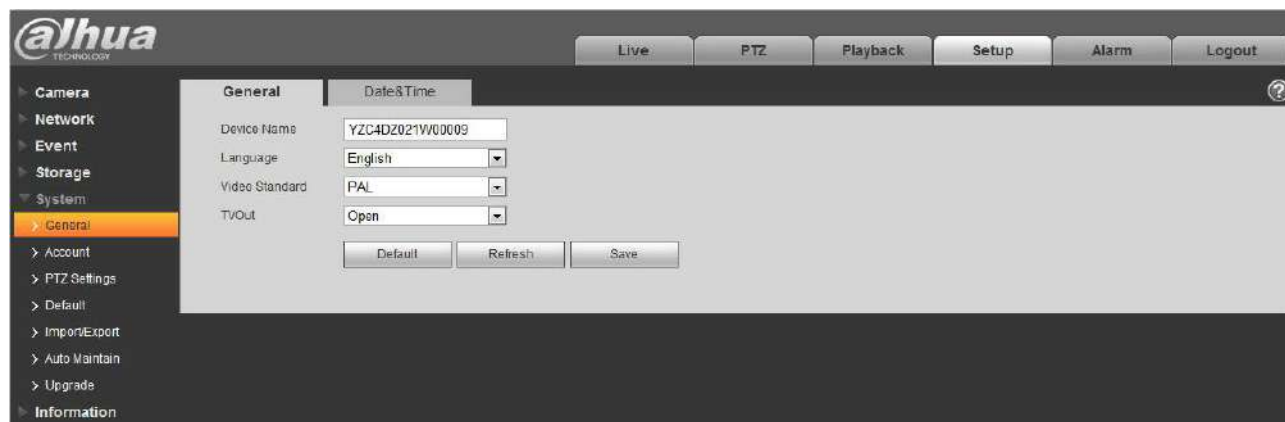 alhua
TECHNOLOGY
Live PTZ Playback Setup Alarm Logout
Camera
Network
Event
Storage
System
General
Account
PTZ Settings
Default
Import/Export
Auto Maintain
Upgrade
Information
General Date&Time
Device Name YZC4DZ021W00009
Language English
Video Standard PAL
TVOut Open
Default Refresh Save
?